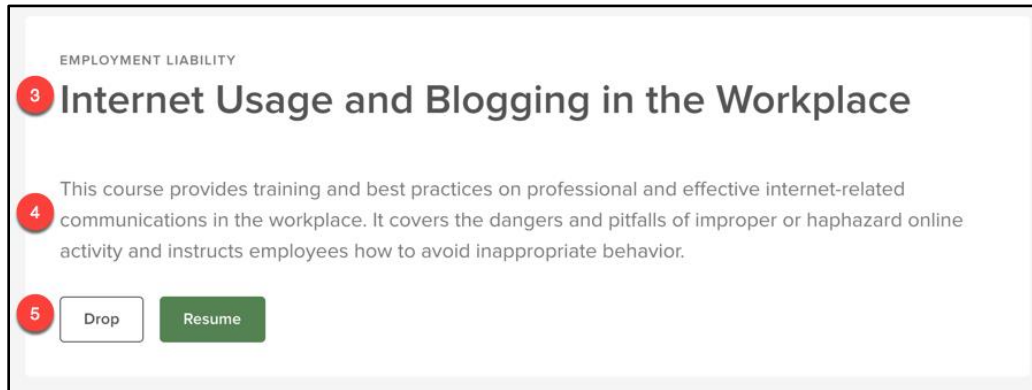 EMPLOYMENT LIABILITY
3 Internet Usage and Blogging in the Workplace
This course provides training and best practices on professional and effective internet-related
4 communications in the workplace. It covers the dangers and pitfalls of improper or haphazard online
activity and instructs employees how to avoid inappropriate behavior.
5 Drop Resume